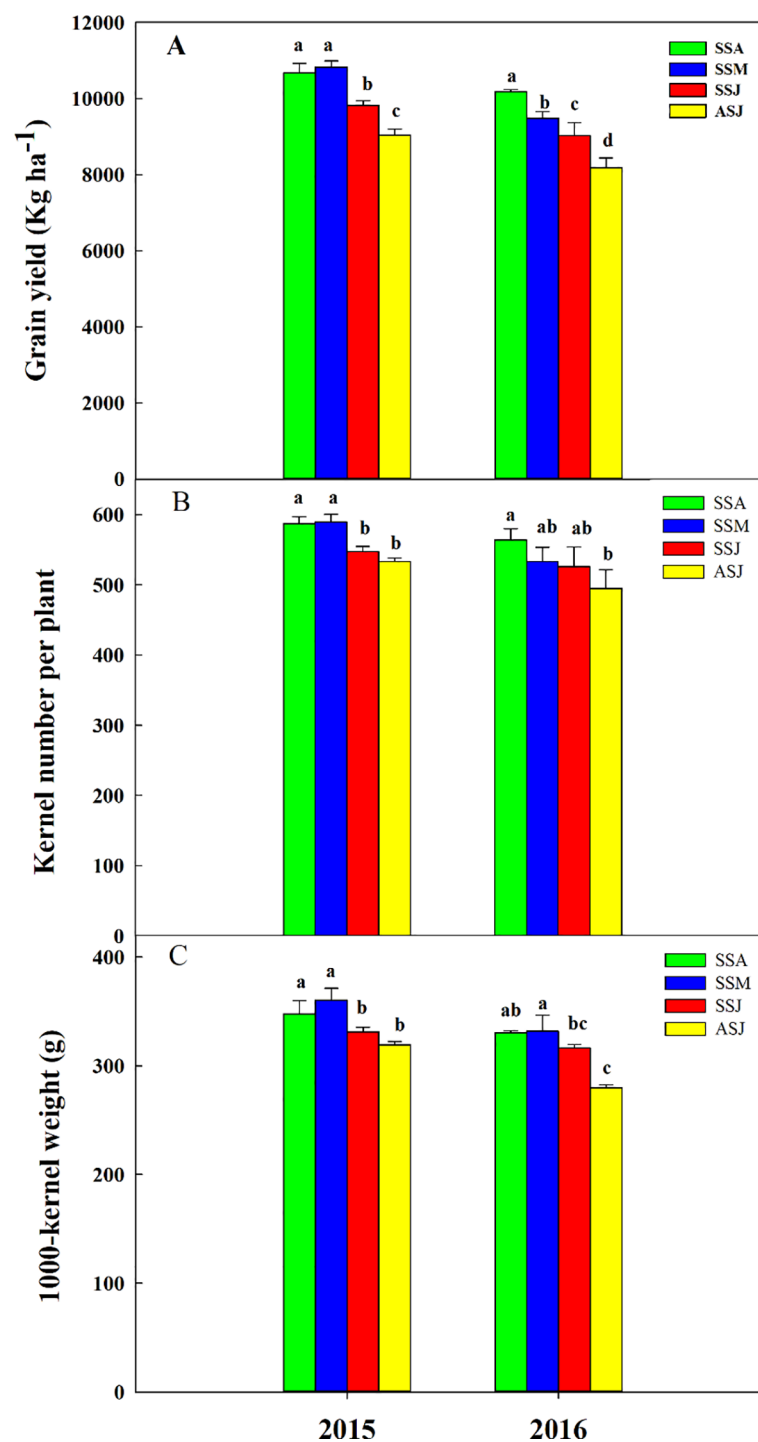 A
12000
10000
8000
6000
4000
2000
0
Grain yield (Kg ha-1)
a a b c
a b c d
SSA
SSM
SSJ
ASJ
B
600
500
400
300
200
100
0
Kernel number per plant
a a b b
a ab ab b
SSA
SSM
SSJ
ASJ
C
400
300
200
100
0
1000-kernel weight (g)
a a b b
ab a bc c
SSA
SSM
SSJ
ASJ
2015 2016